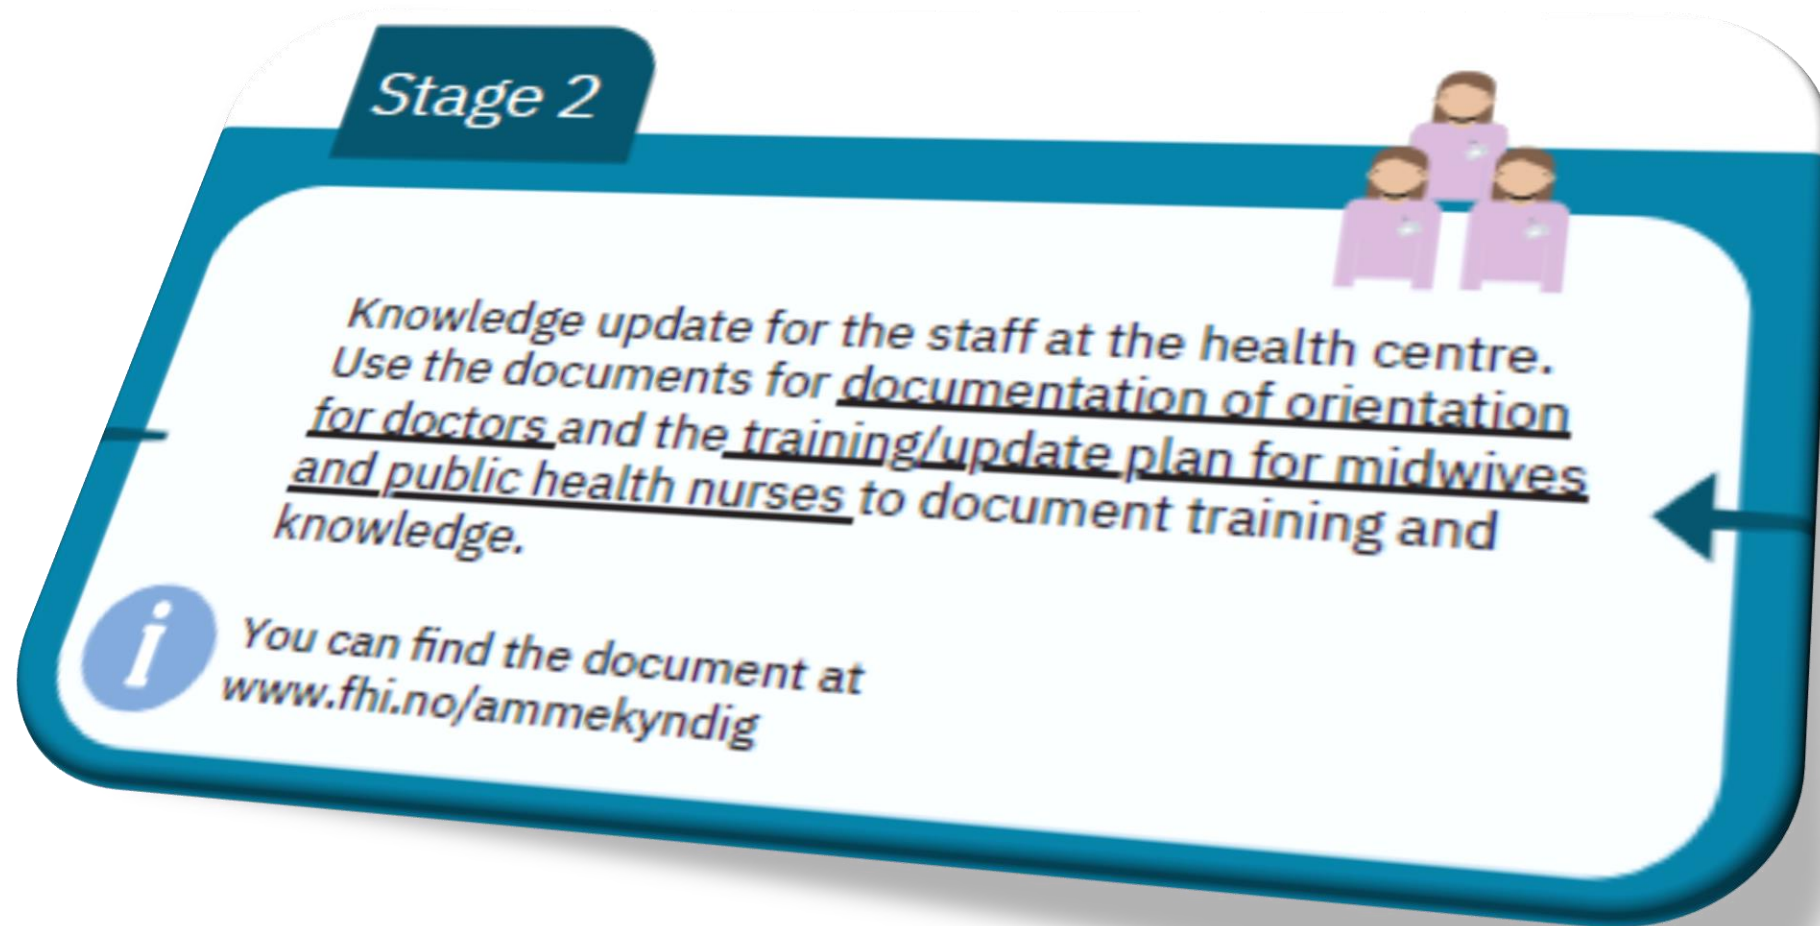 Stage 2
Knowledge update for the staff at the health centre.
Use the documents for documentation of orientation
for doctors and the training/update plan for midwives
and public health nurses to document training and
knowledge.
i
You can find the document at
www.fhi.no/ammekyndig